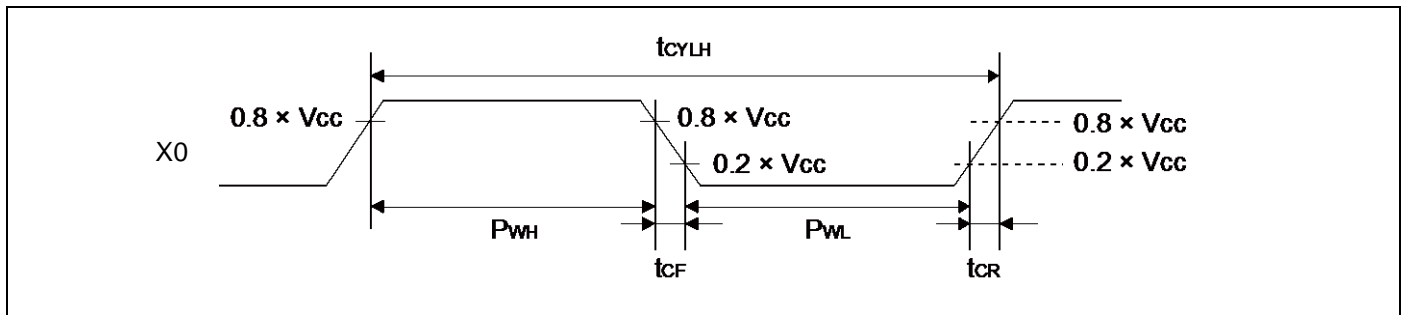 tCYLH
0.8 × Vcc
0.8 × Vcc
0.8 × Vcc
X0
0.2 × Vcc
0.2 × Vcc
PWH
PWL
tCF
tCR